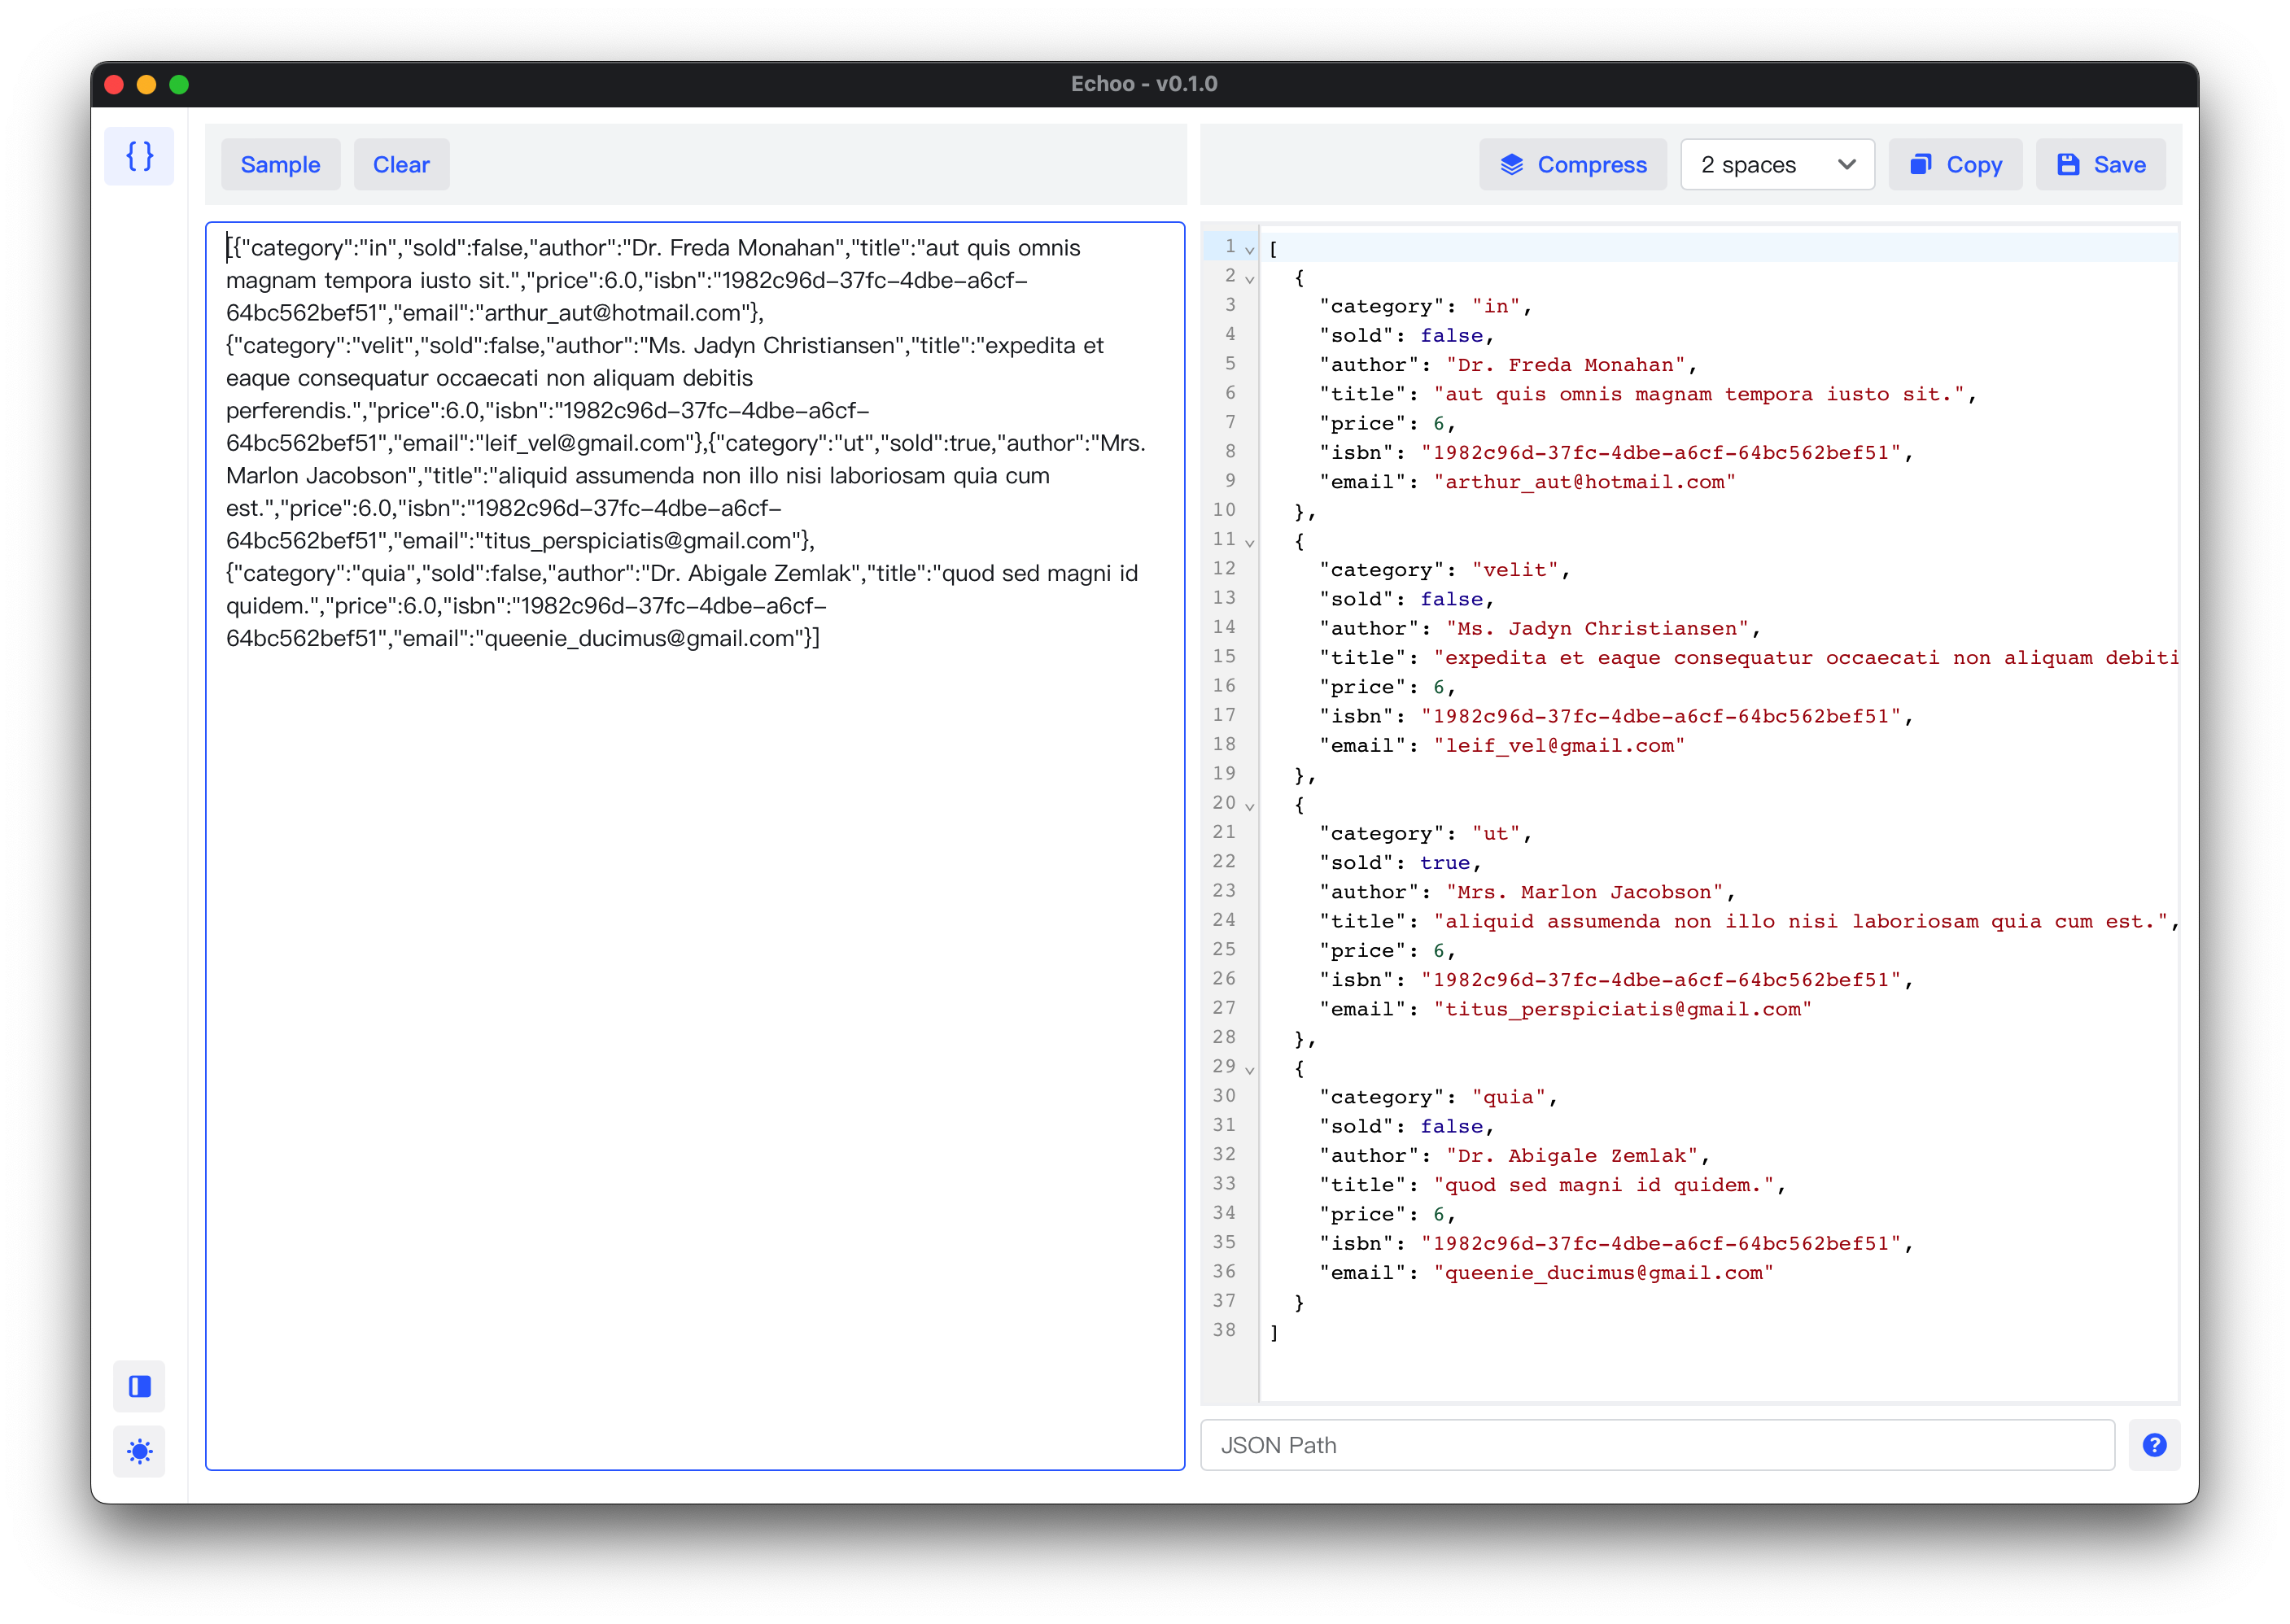 Echoo - v0.1.0
{}
Sample
Clear
Compress
2 spaces
Copy
Save
[{"category":"in","sold":false,"author":"Dr. Freda Monahan","title":"aut quis omnis
magnam tempora iusto sit.","price":6.0,"isbn":"1982c96d-37fc-4dbe-a6cf-
64bc562bef51","email":"arthur_aut@hotmail.com"},
{"category":"velit","sold":false,"author":"Ms. Jadyn Christiansen","title":"expedita et
eaque consequatur occaecati non aliquam debitis
perferendis.","price":6.0,"isbn":"1982c96d-37fc-4dbe-a6cf-
64bc562bef51","email":"leif_vel@gmail.com"},{"category":"ut","sold":true,"author":"Mrs.
Marlon Jacobson","title":"aliquid assumenda non illo nisi laboriosam quia cum
est.","price":6.0,"isbn":"1982c96d-37fc-4dbe-a6cf-
64bc562bef51","email":"titus_perspiciatis@gmail.com"},
{"category":"quia","sold":false,"author":"Dr. Abigale Zemlak","title":"quod sed magni id
quidem.","price":6.0,"isbn":"1982c96d-37fc-4dbe-a6cf-
64bc562bef51","email":"queenie_ducimus@gmail.com"}]
1 [
2   {
3     "category": "in",
4     "sold": false,
5     "author": "Dr. Freda Monahan",
6     "title": "aut quis omnis magnam tempora iusto sit.",
7     "price": 6,
8     "isbn": "1982c96d-37fc-4dbe-a6cf-64bc562bef51",
9     "email": "arthur_aut@hotmail.com"
10   },
11   {
12     "category": "velit",
13     "sold": false,
14     "author": "Ms. Jadyn Christiansen",
15     "title": "expedita et eaque consequatur occaecati non aliquam debiti
16     "price": 6,
17     "isbn": "1982c96d-37fc-4dbe-a6cf-64bc562bef51",
18     "email": "leif_vel@gmail.com"
19   },
20   {
21     "category": "ut",
22     "sold": true,
23     "author": "Mrs. Marlon Jacobson",
24     "title": "aliquid assumenda non illo nisi laboriosam quia cum est.",
25     "price": 6,
26     "isbn": "1982c96d-37fc-4dbe-a6cf-64bc562bef51",
27     "email": "titus_perspiciatis@gmail.com"
28   },
29   {
30     "category": "quia",
31     "sold": false,
32     "author": "Dr. Abigale Zemlak",
33     "title": "quod sed magni id quidem.",
34     "price": 6,
35     "isbn": "1982c96d-37fc-4dbe-a6cf-64bc562bef51",
36     "email": "queenie_ducimus@gmail.com"
37   }
38 ]
JSON Path
?